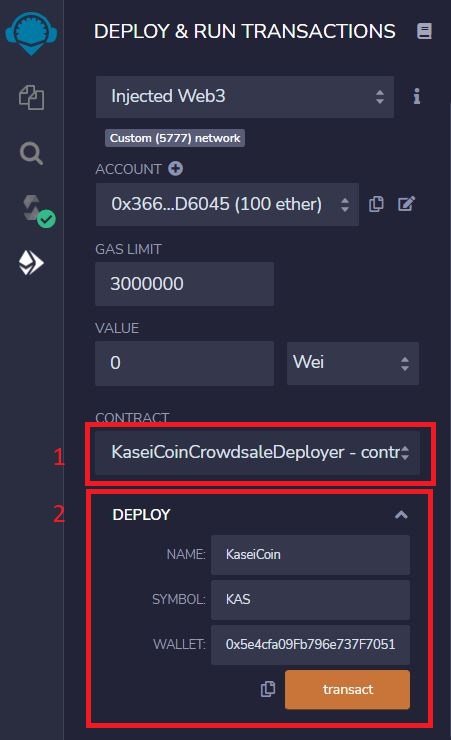 DEPLOY & RUN TRANSACTIONS
Injected Web3
Custom (5777) network
ACCOUNT
0x366...D6045 (100 ether)
GAS LIMIT
3000000
VALUE
0 Wei
CONTRACT
1 KaseiCoinCrowdsaleDeployer - contr
2 DEPLOY
NAME: KaseiCoin
SYMBOL: KAS
WALLET: 0x5e4cfa09Fb796e737F7051
transact